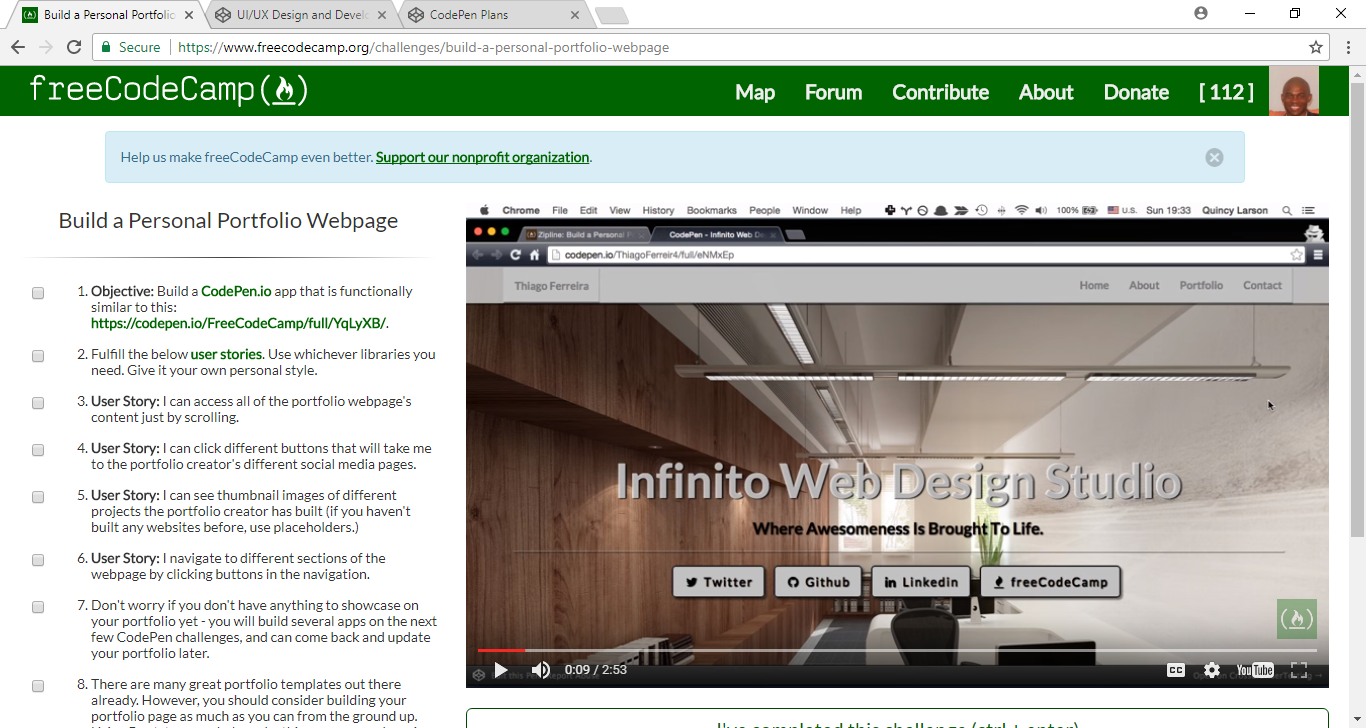 Build a Personal Portfolio
UI/UX Design and Develo
CodePen Plans
Secure
https://www.freecodecamp.org/challenges/build-a-personal-portfolio-webpage
freeCodeCamp
Map Forum Contribute About Donate [ 112 ]
Help us make freeCodeCamp even better. Support our nonprofit organization.
Build a Personal Portfolio Webpage
1. Objective: Build a CodePen.io app that is functionally
similar to this:
https://codepen.io/FreeCodeCamp/full/YqLyXB/.
2. Fulfill the below user stories. Use whichever libraries you
need. Give it your own personal style.
3. User Story: I can access all of the portfolio webpage's
content just by scrolling.
4. User Story: I can click different buttons that will take me
to the portfolio creator's different social media pages.
5. User Story: I can see thumbnail images of different
projects the portfolio creator has built (if you haven't
built any websites before, use placeholders.)
6. User Story: I navigate to different sections of the
webpage by clicking buttons in the navigation.
7. Don't worry if you don't have anything to showcase on
your portfolio yet - you will build several apps on the next
few CodePen challenges, and can come back and update
your portfolio later.
8. There are many great portfolio templates out there
already. However, you should consider building your
portfolio page as much as you can from the ground up.
Chrome File Edit View History Bookmarks People Window Help 100% U.S. Sun 19:33 Quincy Larson
Zipline: Build a Personal P
CodePen - Infinito Web De
codepen.io/ThiagoFerreir4/full/eNMxEp
Thiago Ferreira Home About Portfolio Contact
Infinito Web Design Studio
Where Awesomeness Is Brought To Life.
Twitter Github Linkedin freeCodeCamp
0:09 / 2:53
CC
YouTube
I've completed this challenge (ctrl + enter)